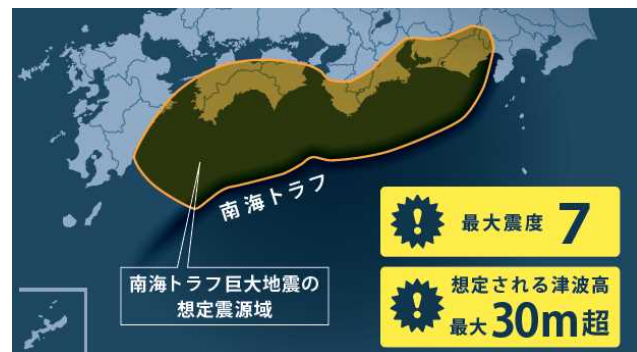 南海トラフ
南海トラフ巨大地震の
想定震源域
最大震度 7
想定される津波高
最大30m超